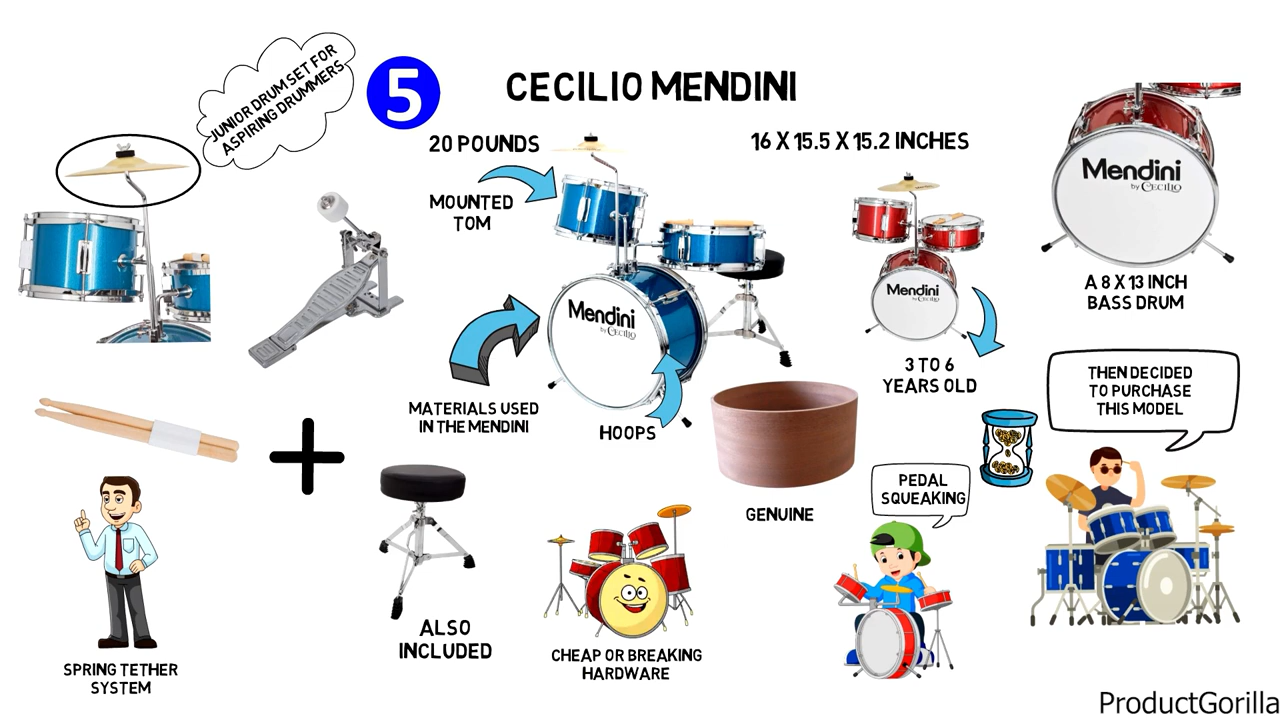 JUNIOR DRUM SET FOR
ASPIRING DRUMMERS
5
CECILIO MENDINI
20 POUNDS
16 X 15.5 X 15.2 INCHES
MOUNTED
TOM
Mendini
by CECILIO
A 8 X 13 INCH
BASS DRUM
Mendini
by CECILIO
Mendini
by CECILIO
3 TO 6
YEARS OLD
THEN DECIDED
TO PURCHASE
THIS MODEL
MATERIALS USED
IN THE MENDINI
HOOPS
GENUINE
PEDAL
SQUEAKING
ALSO
INCLUDED
CHEAP OR BREAKING
HARDWARE
SPRING TETHER
SYSTEM
ProductGorilla